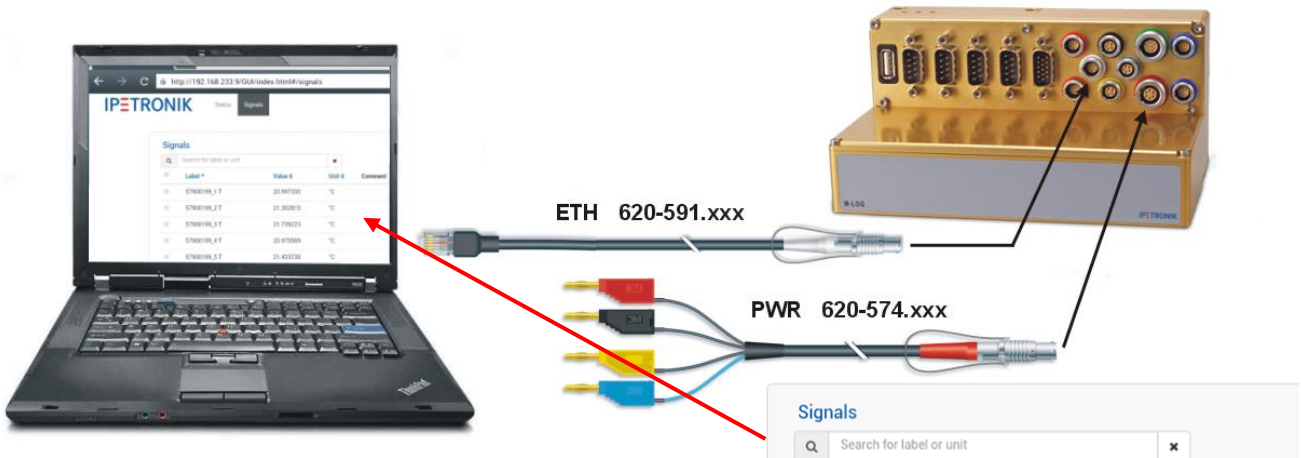 http://192.168.233.9/GUI/index.html#/signals
IPETRONIK Status Signals
Signals
Search for label or unit
Label Value Unit Comment
57900199_1 T 20.997330 °C
57900199_2 T 21.302815 °C
57900199_3 T 21.739223 °C
57900199_4 T 20.975509 °C
57900199_5 T 21.433738 °C
ThinkPad
ETH 620-591.xxx
PWR 620-574.xxx
M-LOG
IPETRONIK
Signals
Search for label or unit